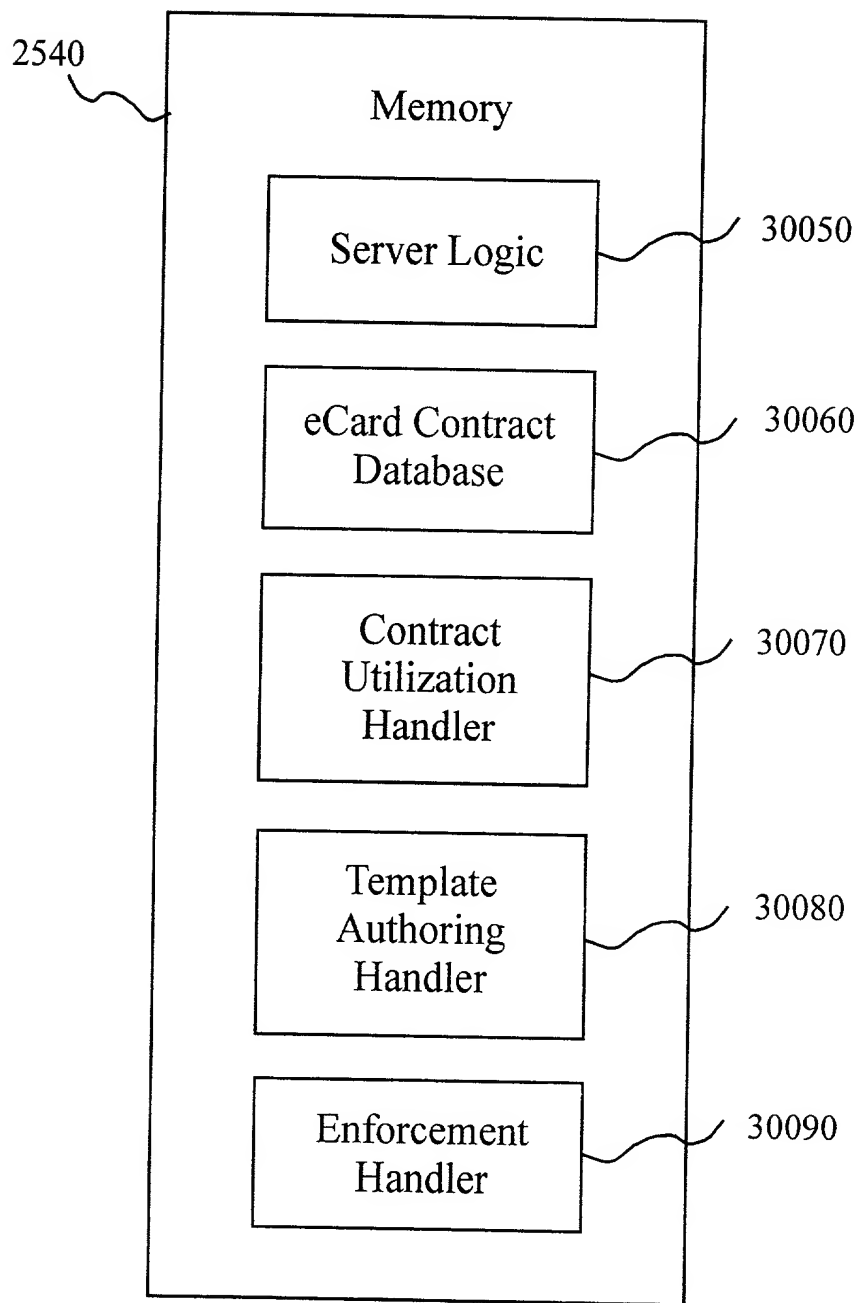 2540
Memory
Server Logic
30050
eCard Contract
Database
30060
Contract
Utilization
Handler
30070
Template
Authoring
Handler
30080
Enforcement
Handler
30090